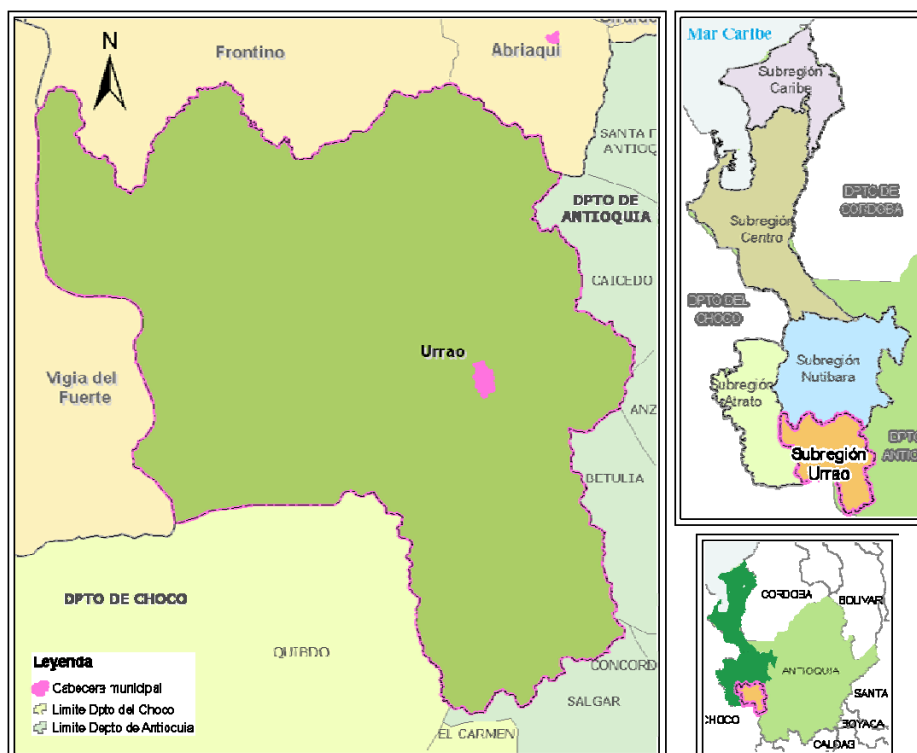 N
Frontino
Abriaqui
SANTA F
ANTIOQ
DPTO DE
ANTIOQUIA
CAICEDO
Urrao
Vigia del
Fuerte
ANZ
BETULIA
DPTO DE CHOCO
QUIBDO
CONCORD
SALGAR
EL CARMEN
Leyenda
Cabecera municipal
Limite Dpto del Choco
Limite Depto de Antiocuia
Mar Caribe
Subregión
Caribe
DPTO DE
CORDOBA
Subregión
Centro
DPTO DEL
CHOCO
Subregión
Nutibara
Subregión
Atrato
DPTO
ANTIOQ
Subregión
Urrao
CORDOBA
BOLIVAR
ANTIOQUIA
SANTA
CHOCO
BOYACA
CALDAS